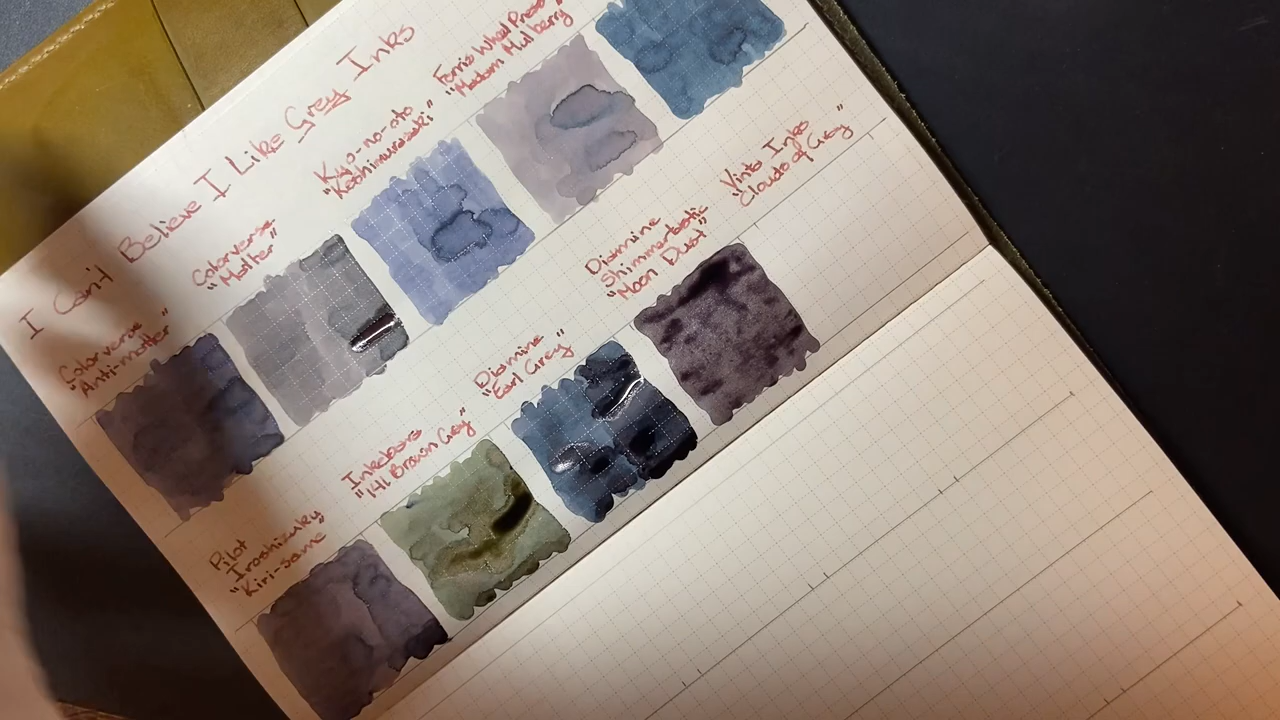 I Can't Believe I Like Grey Inks
Colorverse
"Anti-matter"
Colorverse
"Matter"
Kyo-no-oto
"Keshimurasaki"
Ferris Wheel Press
"Madam Mulberry"
Pilot
Iroshizuku
"Kiri-same"
Inkebara
"141 Brown Grey"
Diamine
"Earl Grey"
Diamine
Shimmertastic
"Moon Dust"
Vinta Inks
"Clouds of Grey"